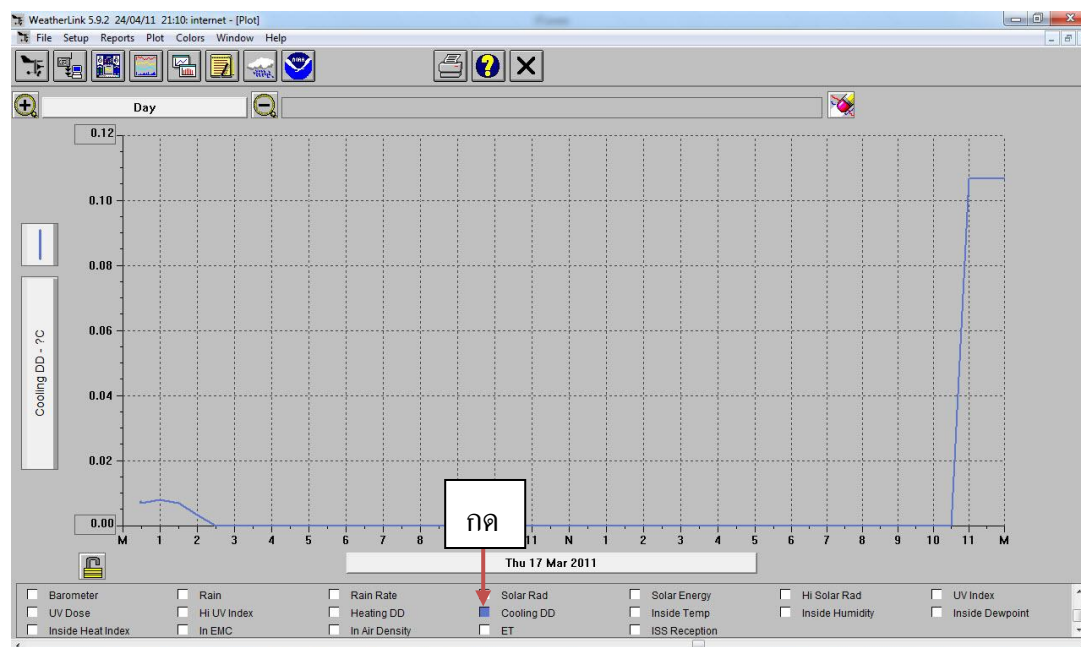 WeatherLink 5.9.2 24/04/11 21:10: internet - [Plot]
File Setup Reports Plot Colors Window Help
Day
0.12
0.10
0.08
0.06
0.04
0.02
0.00
Cooling DD - ?C
กด
M 1 2 3 4 5 6 7 8 11 N 1 2 3 4 5 6 7 8 9 10 11 M
Thu 17 Mar 2011
Barometer Rain Rain Rate Solar Rad Solar Energy Hi Solar Rad UV Index
UV Dose Hi UV Index Heating DD Cooling DD Inside Temp Inside Humidity Inside Dewpoint
Inside Heat Index In EMC In Air Density ET ISS Reception